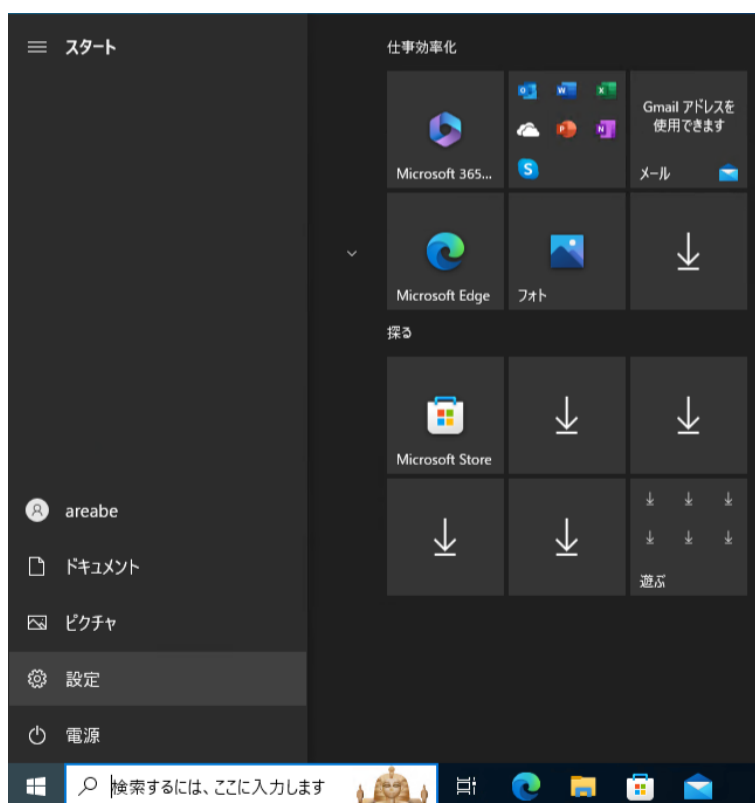 スタート
areabe
ドキュメント
ピクチャ
設定
電源
仕事効率化
Microsoft 365...
Gmail アドレスを
使用できます
メール
Microsoft Edge
フォト
探る
Microsoft Store
遊ぶ
検索するには、ここに入力します